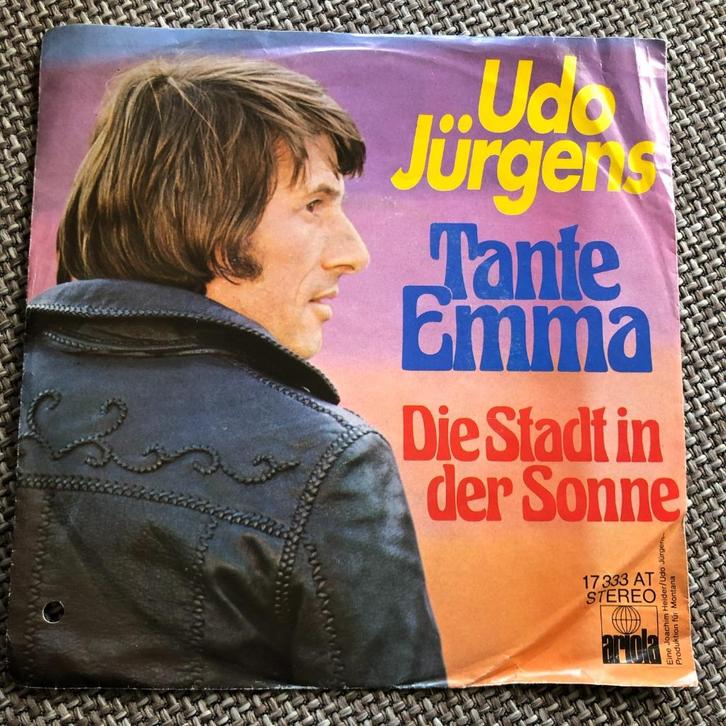 Udo
Jürgens
Tante
Emma
Die Stadt in
der Sonne
17 333 AT
STEREO
ariola
Eine Joachim Heider/Udo Jürgens
Produktion für Montana